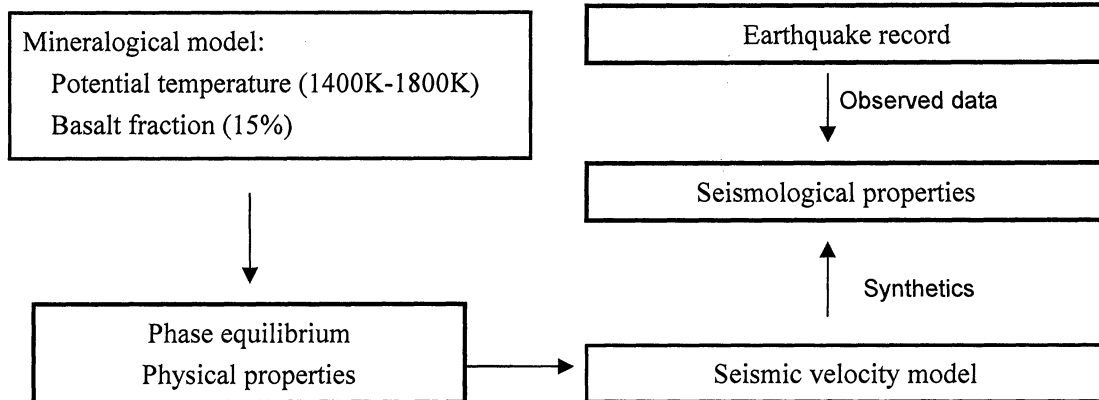 Mineralogical model:
Potential temperature (1400K-1800K)
Basalt fraction (15%)
Phase equilibrium
Physical properties
Earthquake record
Observed data
Seismological properties
Synthetics
Seismic velocity model